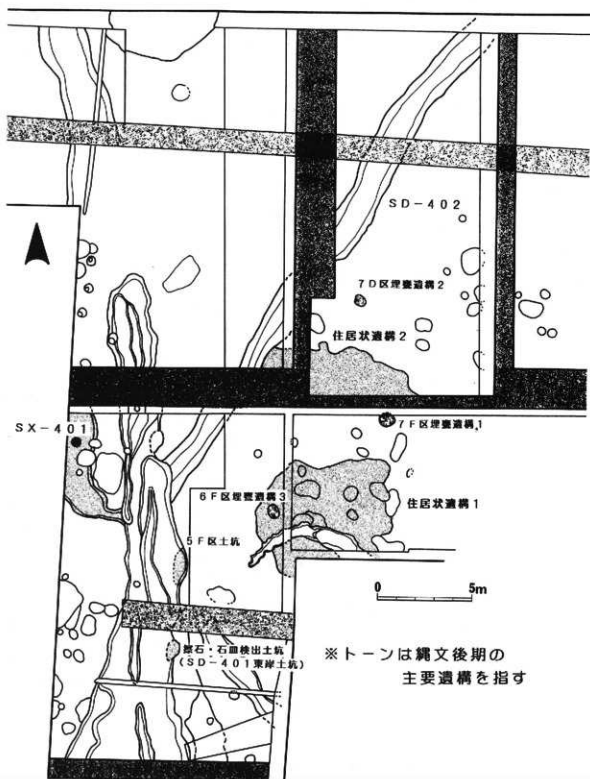 SD-402
7D区埋甕遺構2
住居状遺構2
SX-401
7F区埋甕遺構1
6F区埋甕遺構3
住居状遺構1
5F区土坑
0 5m
擦石・石皿検出土坑
(SD-401東岸土坑)
※トーンは縄文後期の
主要遺構を指す